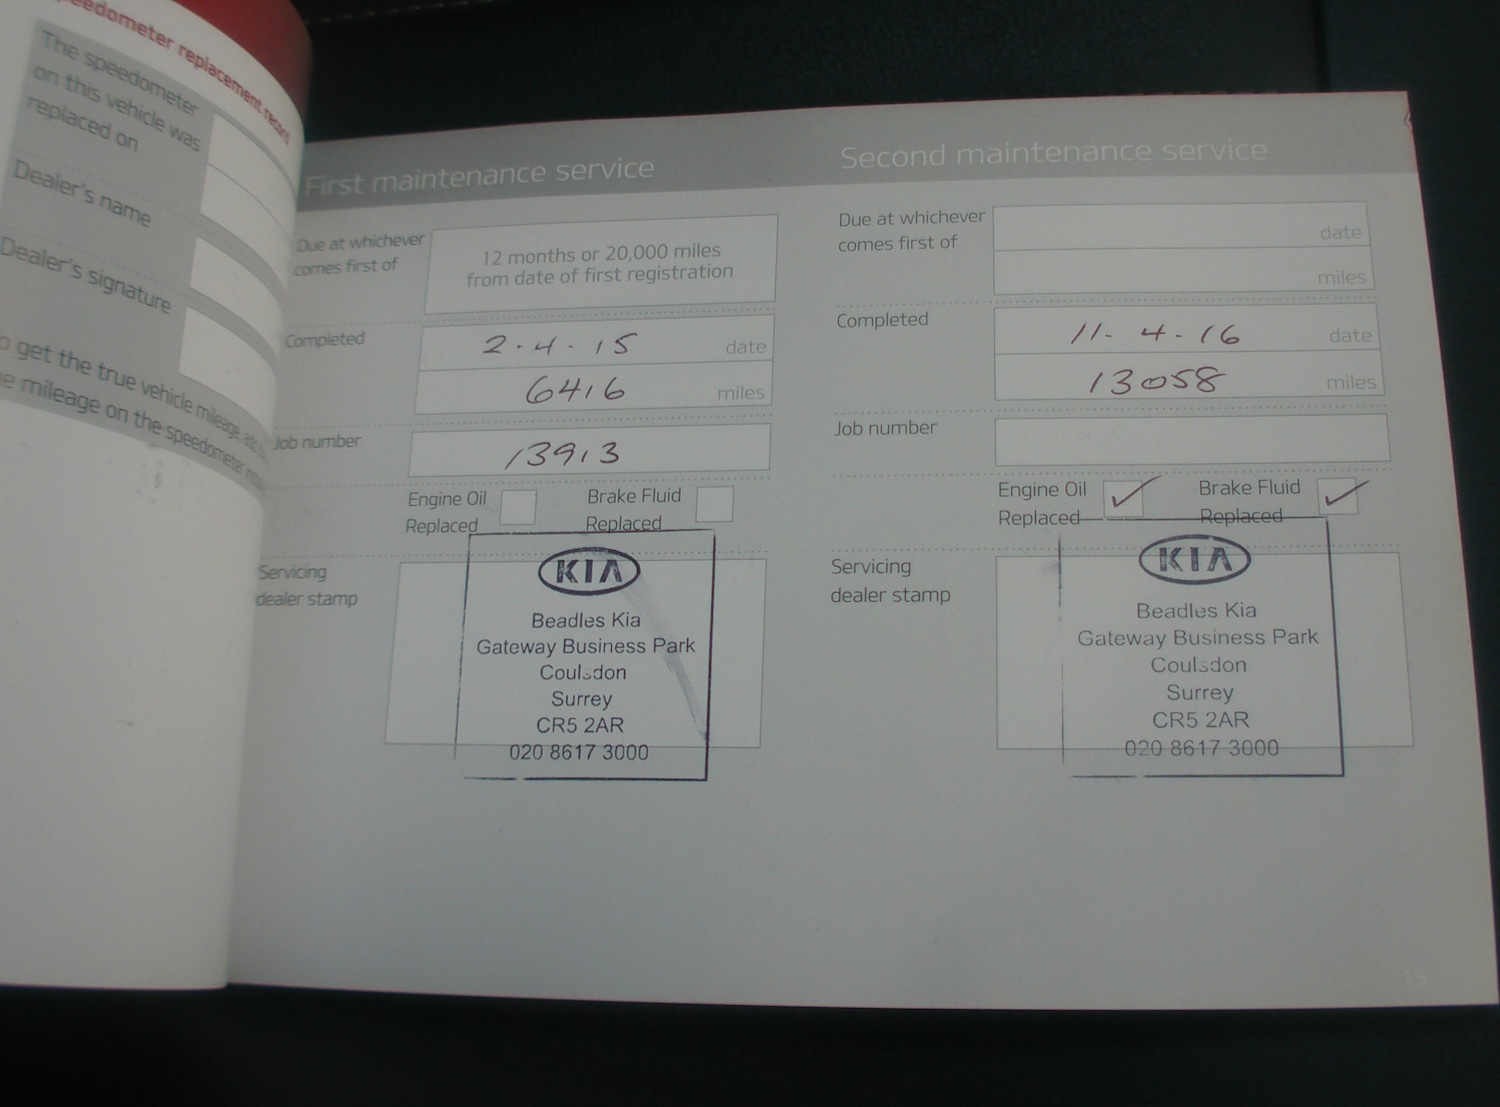 speedometer replacement record
The speedometer
on this vehicle was
replaced on
Dealer's name
Dealer's signature
get the true vehicle mileage,
mileage on the speedometer
First maintenance service
Due at whichever
comes first of
12 months or 20,000 miles
from date of first registration
Completed
2.4.15 date
6416 miles
Job number
13913
Engine Oil
Replaced
Brake Fluid
Replaced
Servicing
dealer stamp
KIA
Beadles Kia
Gateway Business Park
Coulsdon
Surrey
CR5 2AR
020 8617 3000
Second maintenance service
Due at whichever
comes first of
date
miles
Completed
11.4.16 date
13058 miles
Job number
Engine Oil
Replaced ✓
Brake Fluid
Replaced ✓
Servicing
dealer stamp
KIA
Beadles Kia
Gateway Business Park
Coulsdon
Surrey
CR5 2AR
020 8617 3000
15